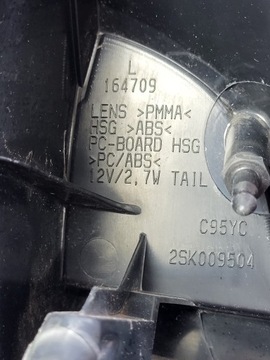 L
164709
LENS >PMMA<
HSG >ABS<
PC-BOARD HSG
>PC/ABS<
12V/2,7W TAIL
C95YC
2SK009504